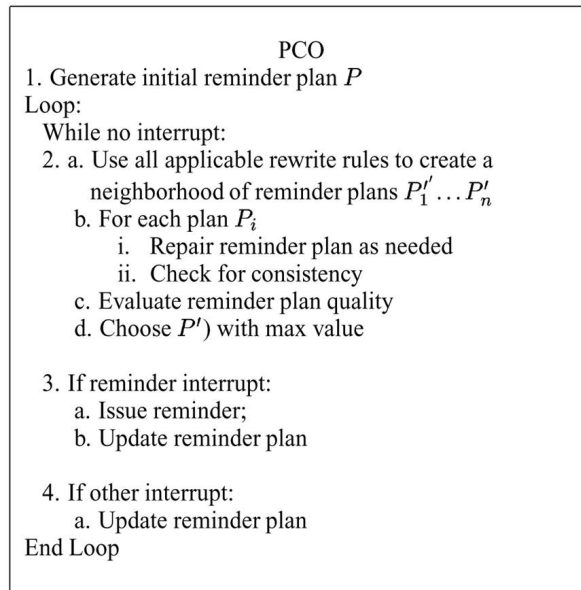 PCO
1. Generate initial reminder plan P
Loop:
While no interrupt:
2. a. Use all applicable rewrite rules to create a
neighborhood of reminder plans P₁′′ … Pₙ′
b. For each plan Pᵢ
i. Repair reminder plan as needed
ii. Check for consistency
c. Evaluate reminder plan quality
d. Choose P′) with max value
3. If reminder interrupt:
a. Issue reminder;
b. Update reminder plan
4. If other interrupt:
a. Update reminder plan
End Loop